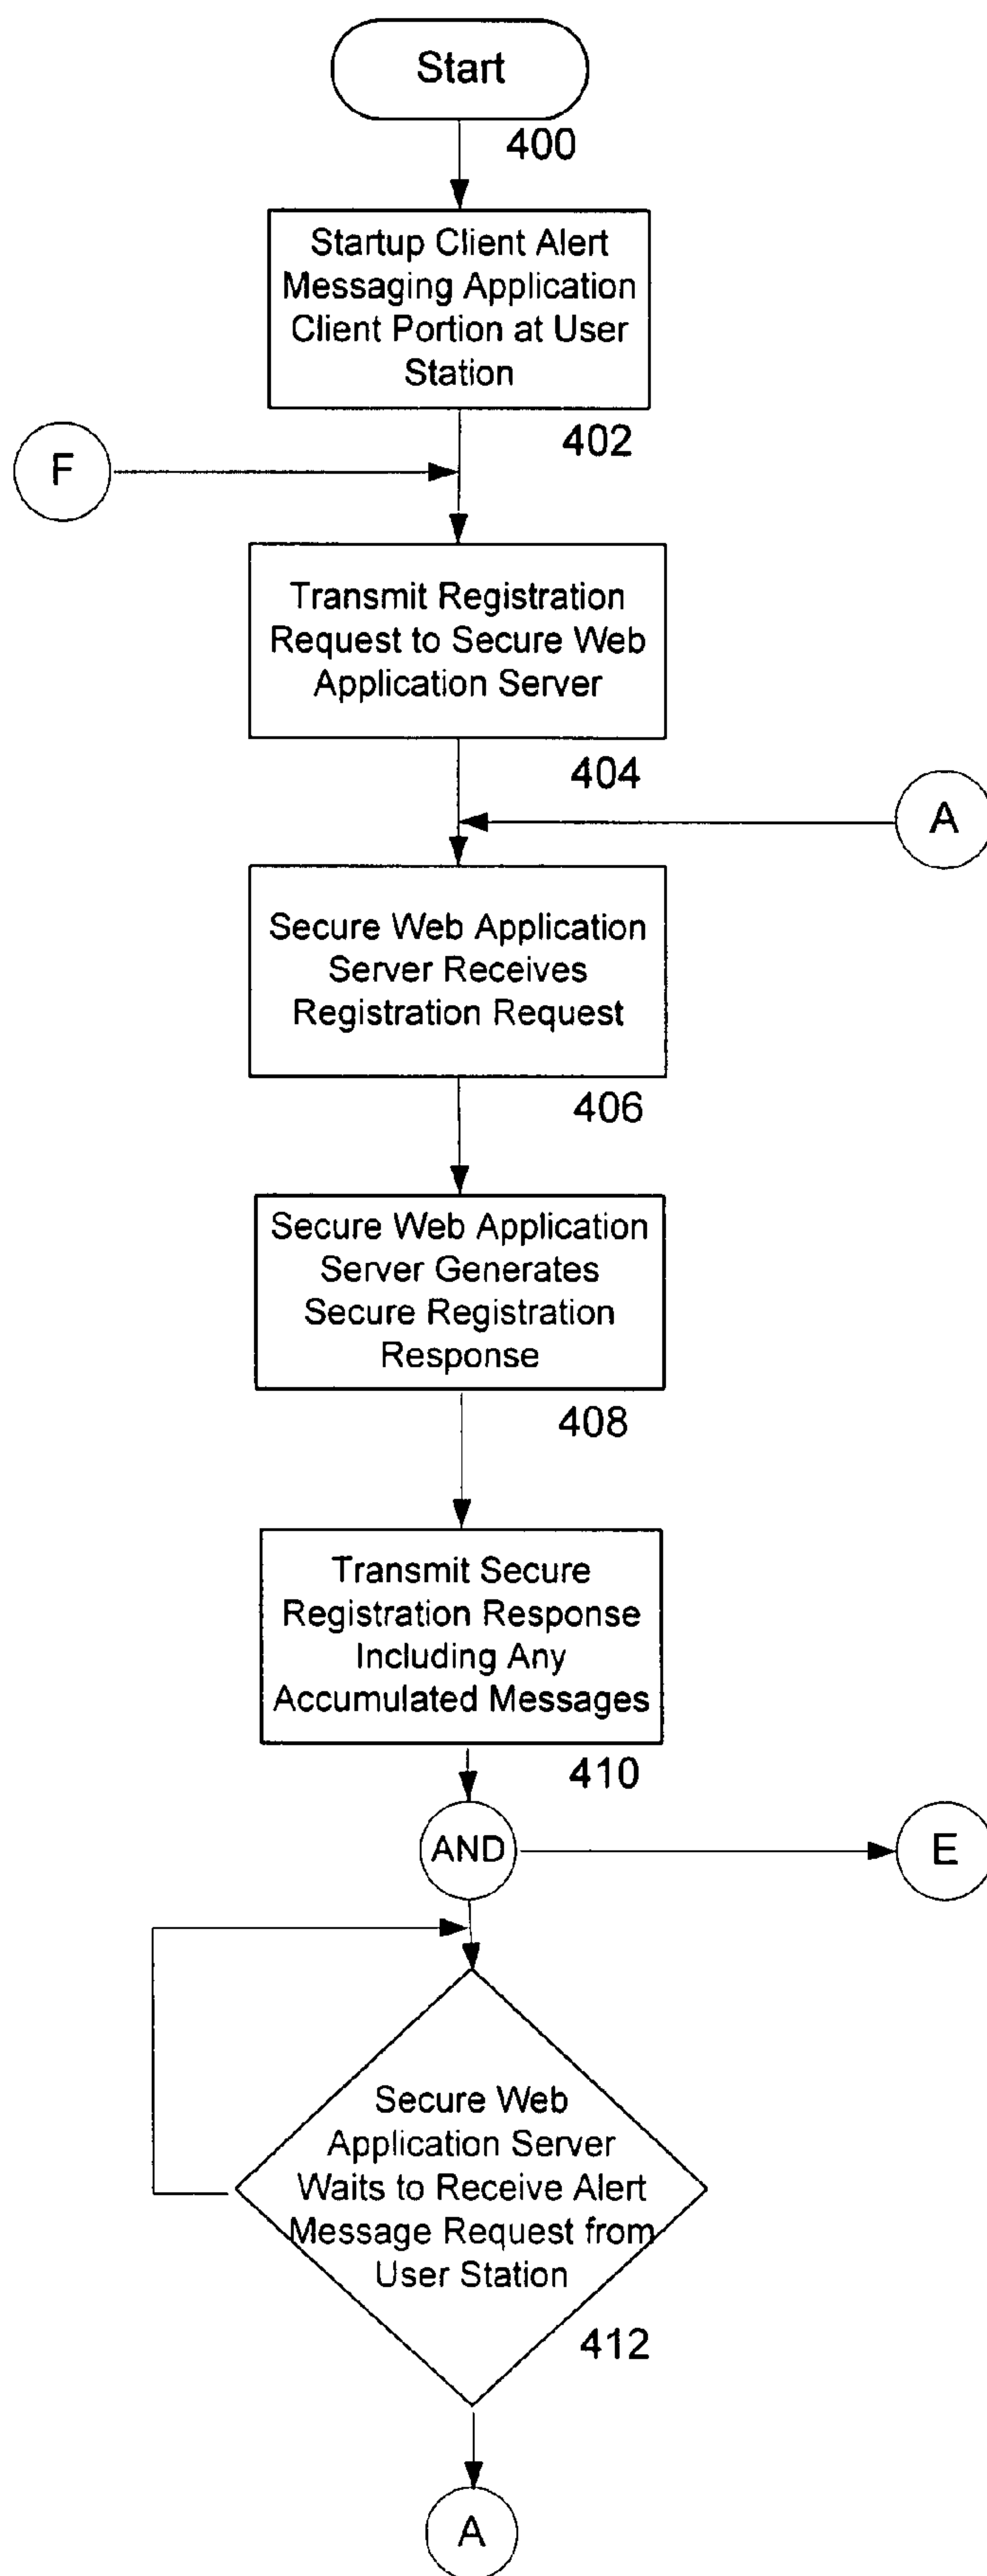 Start
400
Startup Client Alert
Messaging Application
Client Portion at User
Station
402
F
Transmit Registration
Request to Secure Web
Application Server
404
A
Secure Web Application
Server Receives
Registration Request
406
Secure Web Application
Server Generates
Secure Registration
Response
408
Transmit Secure
Registration Response
Including Any
Accumulated Messages
410
AND
E
Secure Web
Application Server
Waits to Receive Alert
Message Request from
User Station
412
A